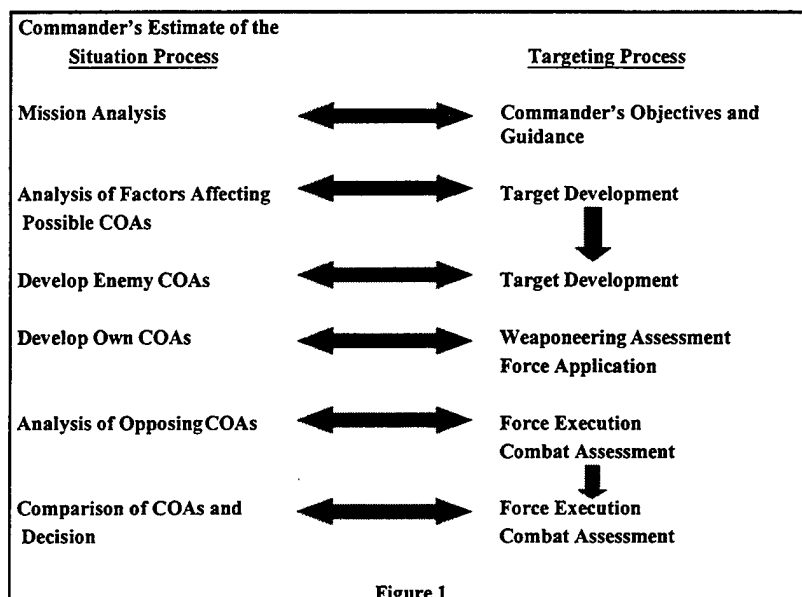 Commander's Estimate of the
Situation Process
Targeting Process
Mission Analysis
Commander's Objectives and
Guidance
Analysis of Factors Affecting
Possible COAs
Target Development
Develop Enemy COAs
Target Development
Develop Own COAs
Weaponeering Assessment
Force Application
Analysis of Opposing COAs
Force Execution
Combat Assessment
Comparison of COAs and
Decision
Force Execution
Combat Assessment
Figure 1